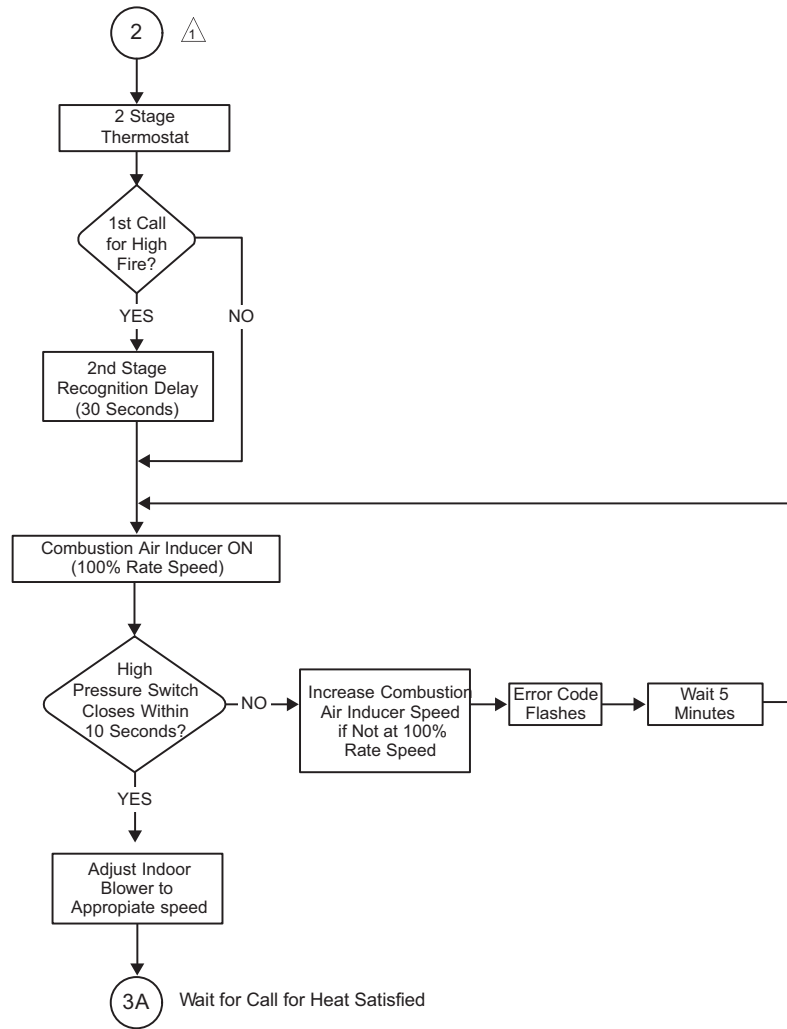 2
1
2 Stage
Thermostat
1st Call
for High
Fire?
YES
NO
2nd Stage
Recognition Delay
(30 Seconds)
Combustion Air Inducer ON
(100% Rate Speed)
High
Pressure Switch
Closes Within
10 Seconds?
NO
Increase Combustion
Air Inducer Speed
if Not at 100%
Rate Speed
Error Code
Flashes
Wait 5
Minutes
YES
Adjust Indoor
Blower to
Appropiate speed
3A
Wait for Call for Heat Satisfied